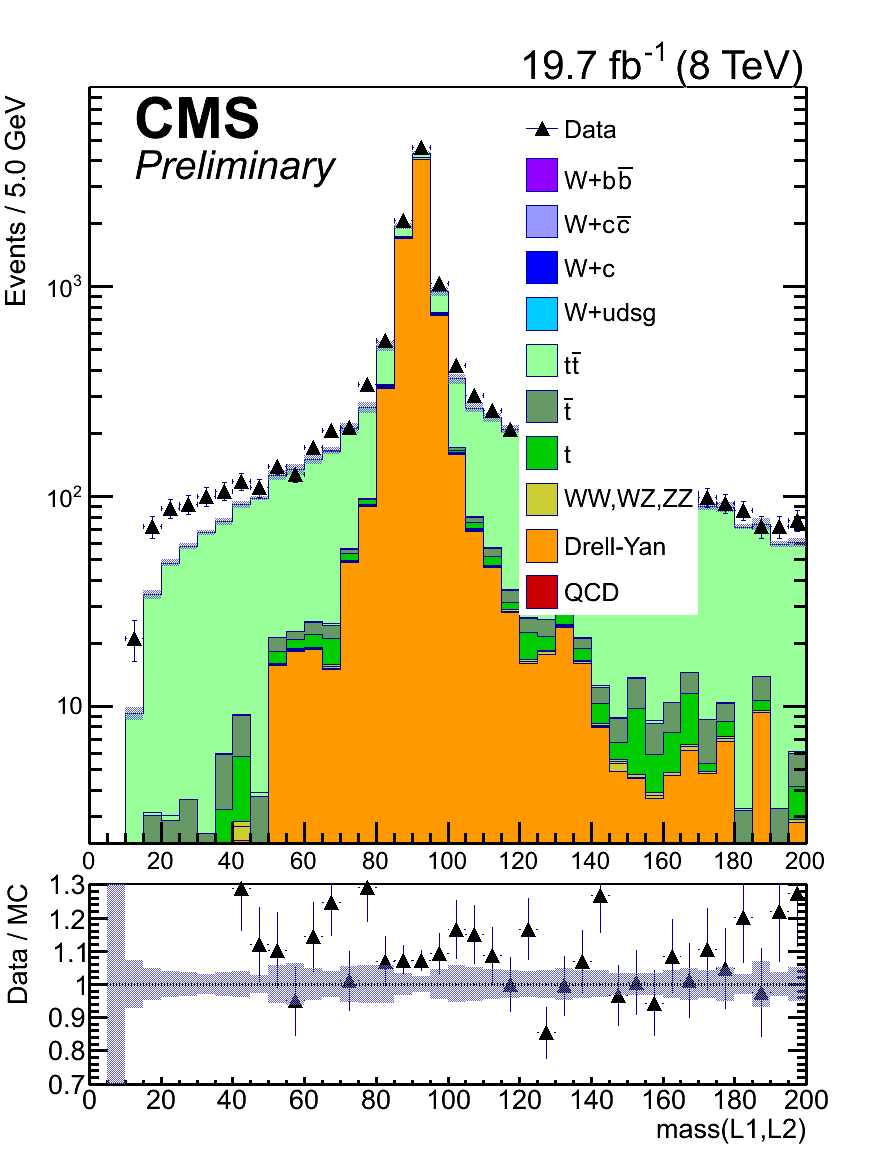 19.7 fb⁻¹ (8 TeV)
Events / 5.0 GeV
CMS
Preliminary
Data
W+bb̅
W+cc̅
W+c
W+udsg
tt̅
t̅
t
WW,WZ,ZZ
Drell-Yan
QCD
10³
10²
10
0 20 40 60 80 100 120 140 160 180 200
Data / MC
1.3
1.2
1.1
1
0.9
0.8
0.7
0 20 40 60 80 100 120 140 160 180 200
mass(L1,L2)